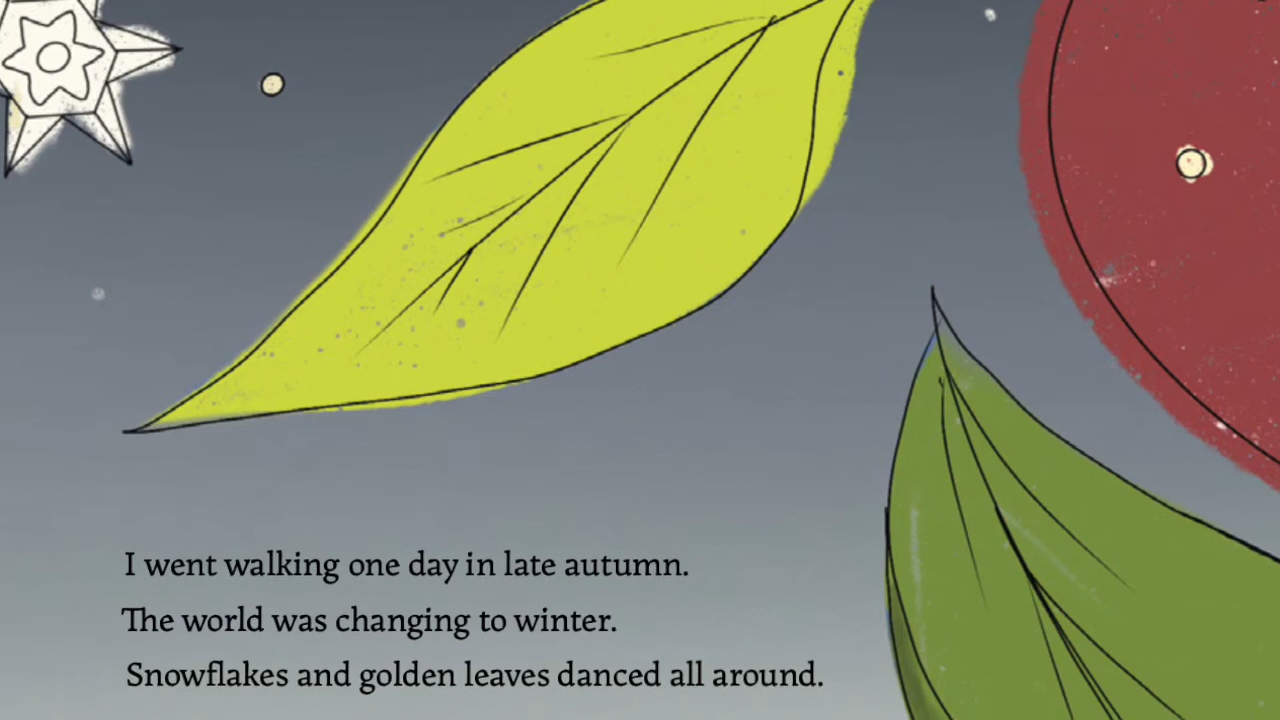 I went walking one day in late autumn.
The world was changing to winter.
Snowflakes and golden leaves danced all around.